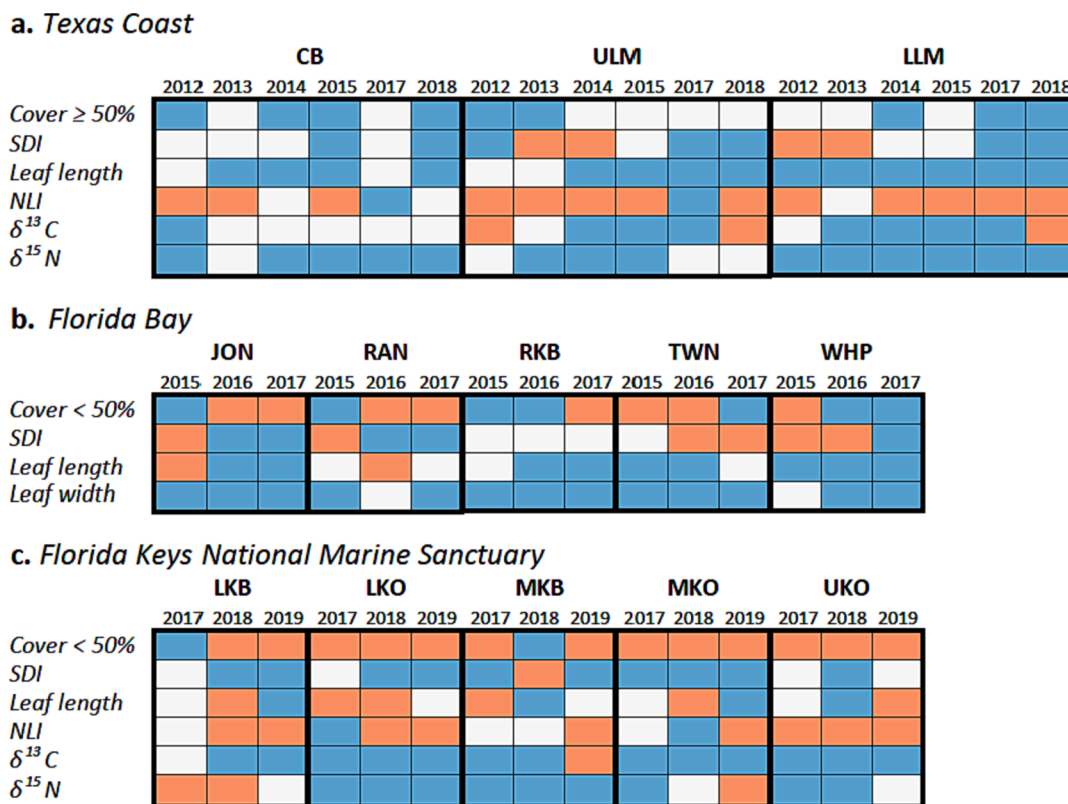 a. Texas Coast
CB ULM LLM
2012 2013 2014 2015 2017 2018 2012 2013 2014 2015 2017 2018 2012 2013 2014 2015 2017 2018
Cover ≥ 50%
SDI
Leaf length
NLI
δ¹³ C
δ¹⁵ N
b. Florida Bay
JON RAN RKB TWN WHP
2015 2016 2017 2015 2016 2017 2015 2016 2017 2015 2016 2017 2015 2016 2017
Cover < 50%
SDI
Leaf length
Leaf width
c. Florida Keys National Marine Sanctuary
LKB LKO MKB MKO UKO
2017 2018 2019 2017 2018 2019 2017 2018 2019 2017 2018 2019 2017 2018 2019
Cover < 50%
SDI
Leaf length
NLI
δ¹³ C
δ¹⁵ N